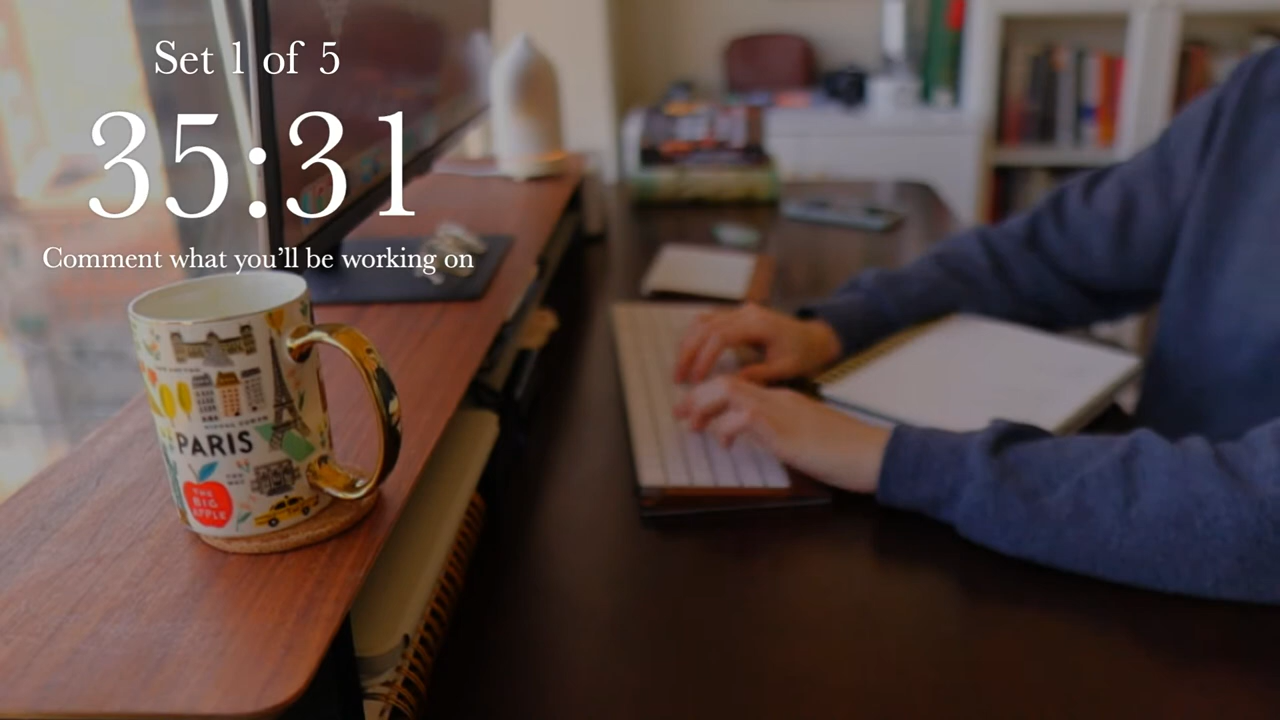 Set 1 of 5
35:31
Comment what you’ll be working on
PARIS
THE
BIG
APPLE